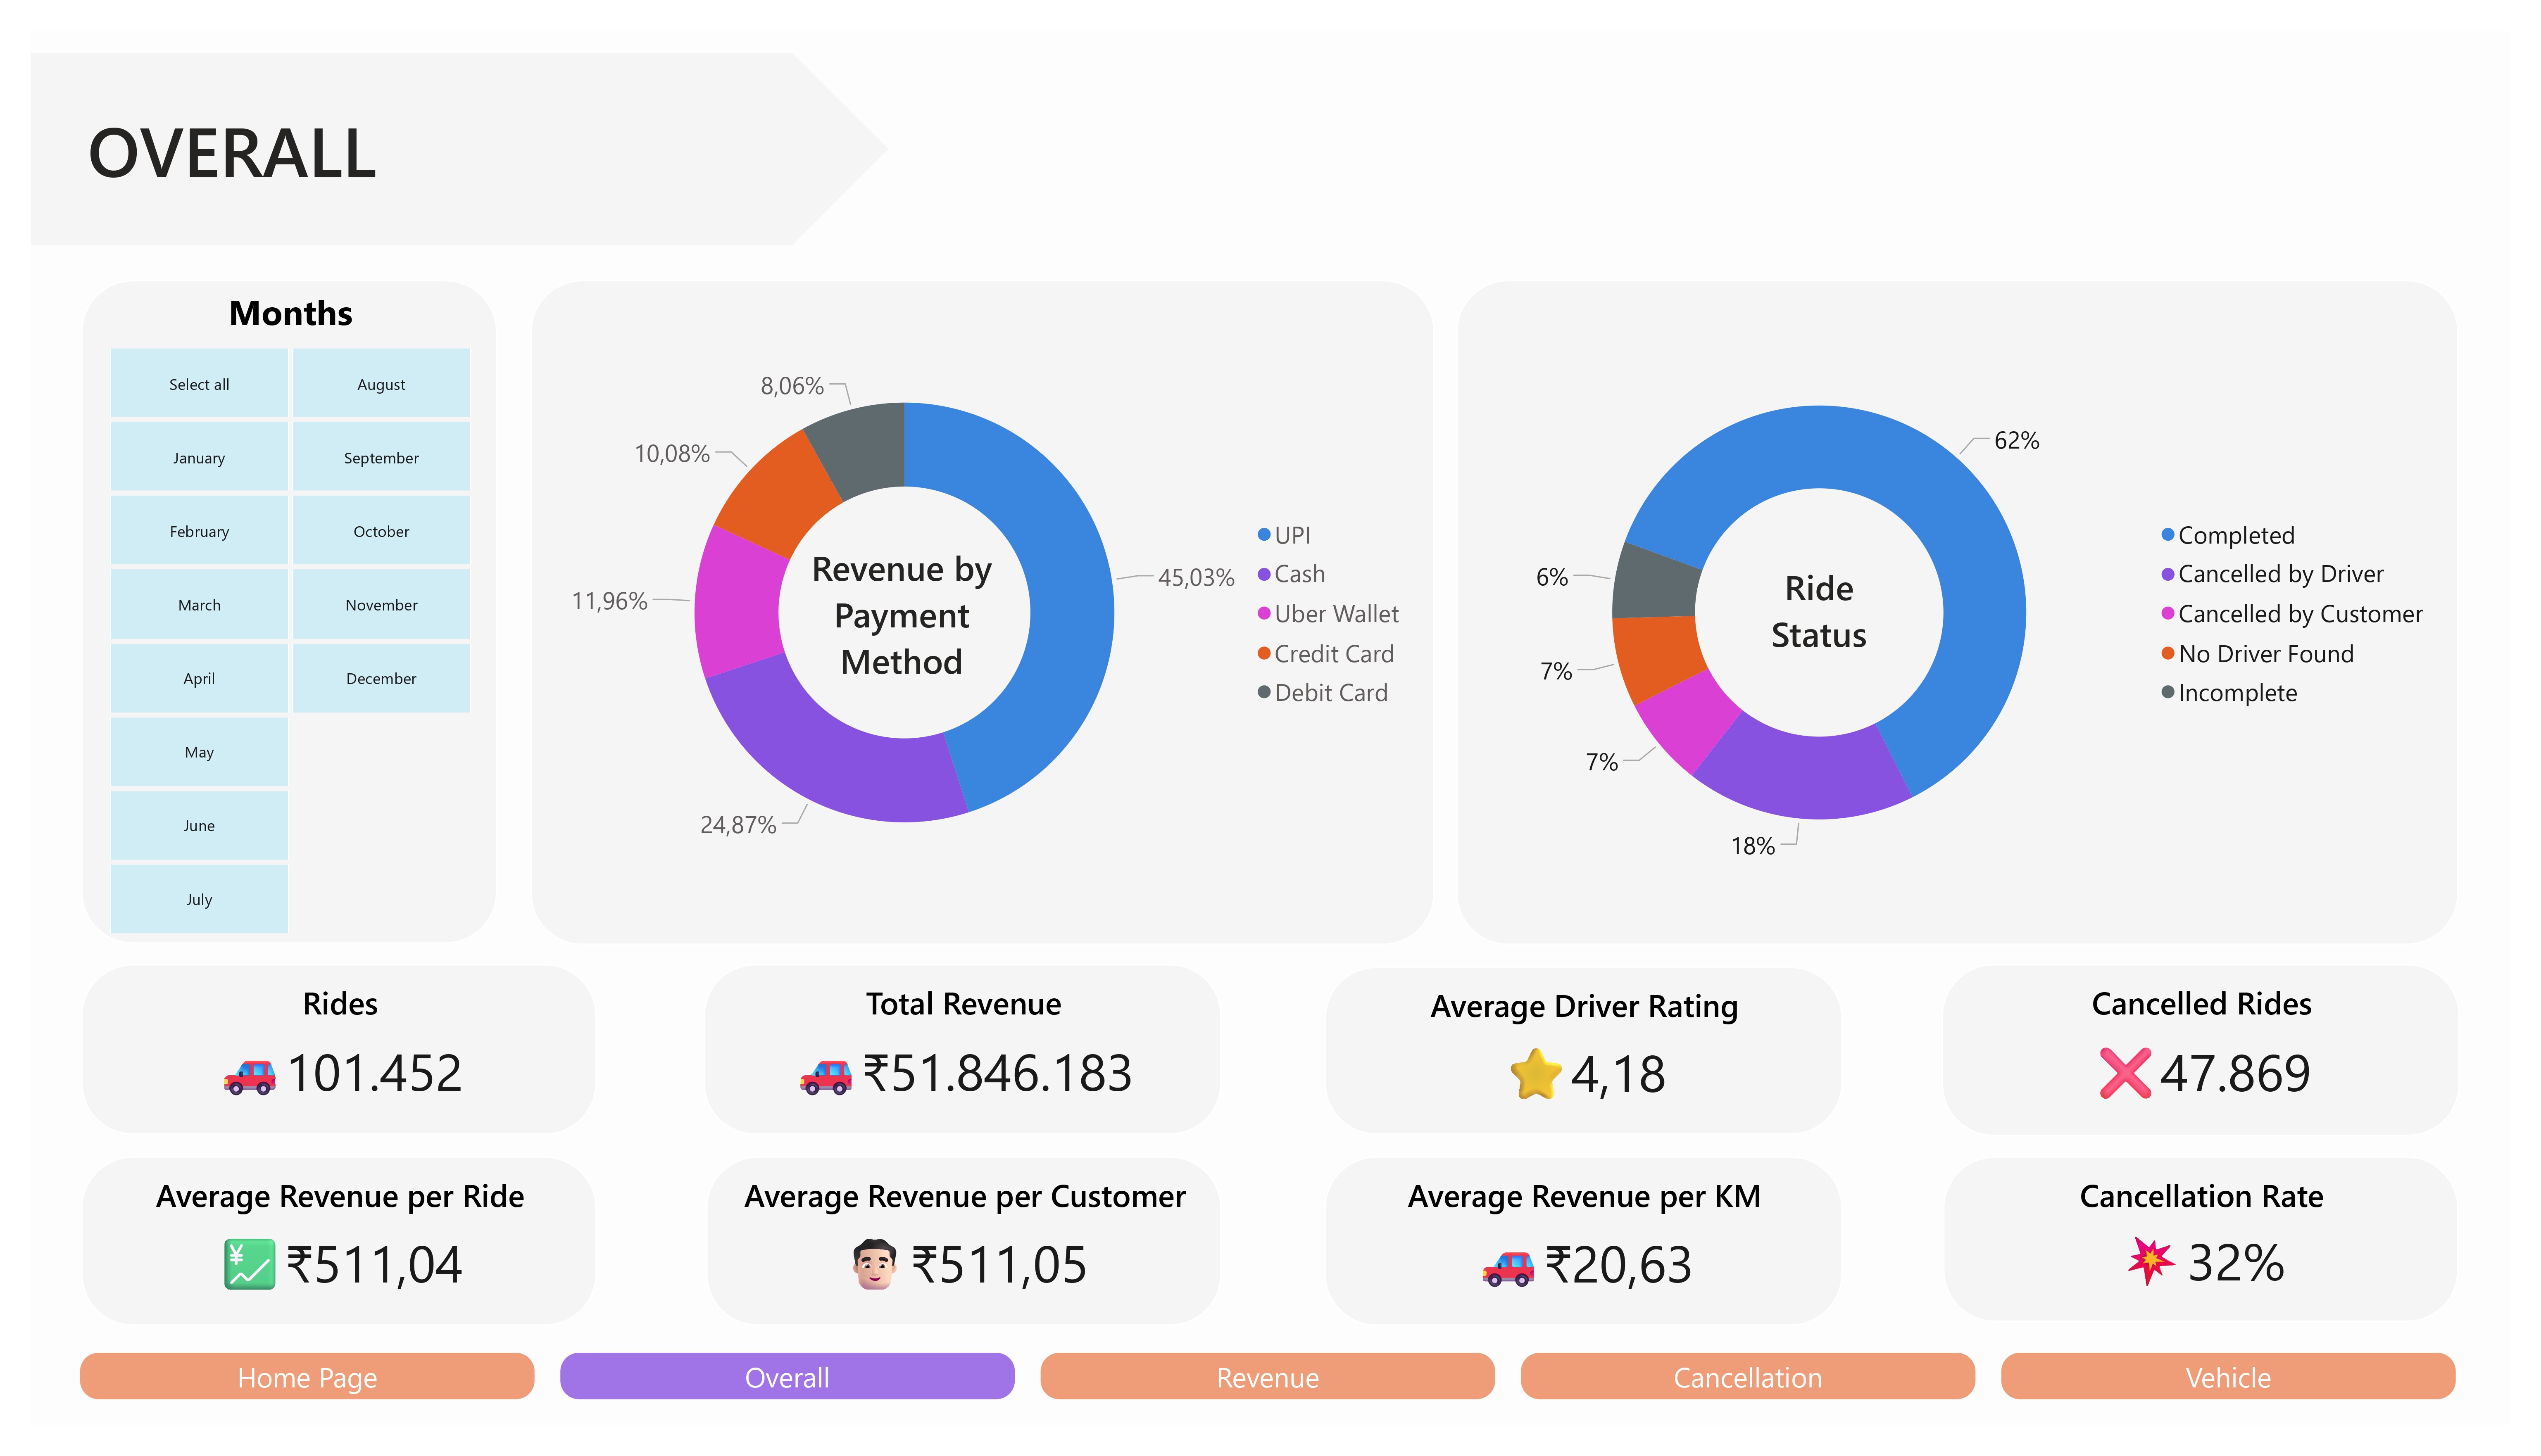 OVERALL
Months
Select all
January
February
March
April
May
June
July
August
September
October
November
December
8,06%
10,08%
11,96%
24,87%
45,03%
Revenue by
Payment
Method
UPI
Cash
Uber Wallet
Credit Card
Debit Card
62%
6%
7%
7%
18%
Ride
Status
Completed
Cancelled by Driver
Cancelled by Customer
No Driver Found
Incomplete
Rides
101.452
Total Revenue
₹51.846.183
Average Driver Rating
4,18
Cancelled Rides
47.869
Average Revenue per Ride
¥
₹511,04
Average Revenue per Customer
₹511,05
Average Revenue per KM
₹20,63
Cancellation Rate
32%
Home Page
Overall
Revenue
Cancellation
Vehicle